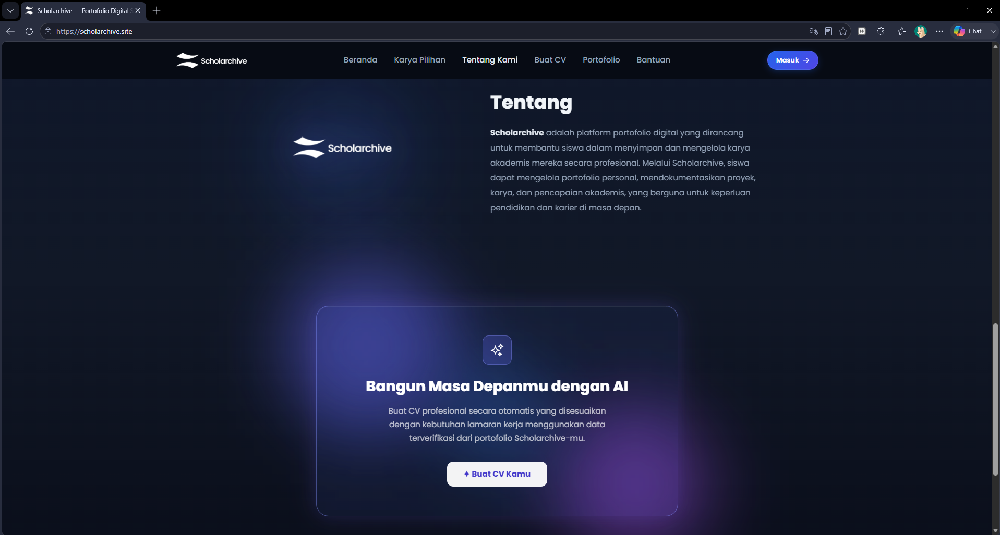 Scholarchive — Portofolio Digital
https://scholarchive.site
Chat
Scholarchive
Beranda
Karya Pilihan
Tentang Kami
Buat CV
Portofolio
Bantuan
Masuk →
Scholarchive
Tentang
Scholarchive adalah platform portofolio digital yang dirancang
untuk membantu siswa dalam menyimpan dan mengelola karya
akademis mereka secara profesional. Melalui Scholarchive, siswa
dapat mengelola portofolio personal, mendokumentasikan proyek,
karya, dan pencapaian akademis, yang berguna untuk keperluan
pendidikan dan karier di masa depan.
Bangun Masa Depanmu dengan AI
Buat CV profesional secara otomatis yang disesuaikan
dengan kebutuhan lamaran kerja menggunakan data
terverifikasi dari portofolio Scholarchive-mu.
✦ Buat CV Kamu